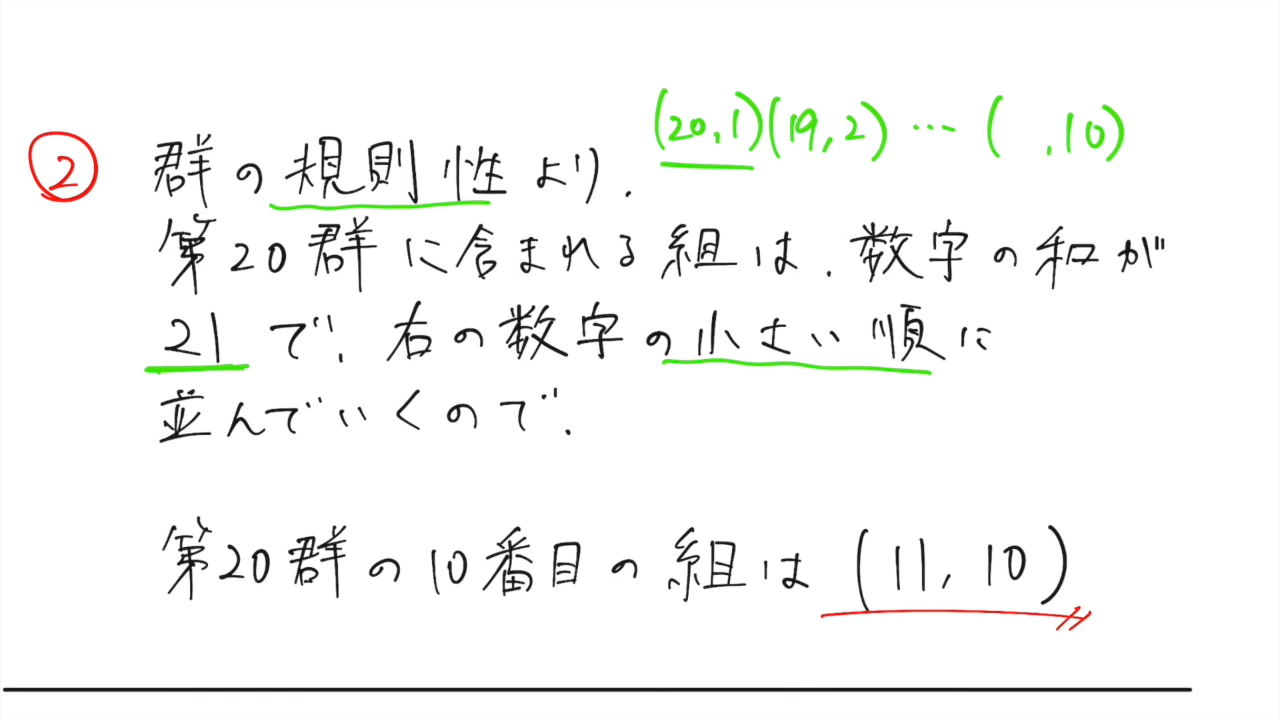 (20,1)(19,2) … ( ,10)
② 群の規則性より.
第20群に含まれる組は.数字の和が
21で.右の数字の小さい順に
並んでいくので.
第20群の10番目の組は (11,10)